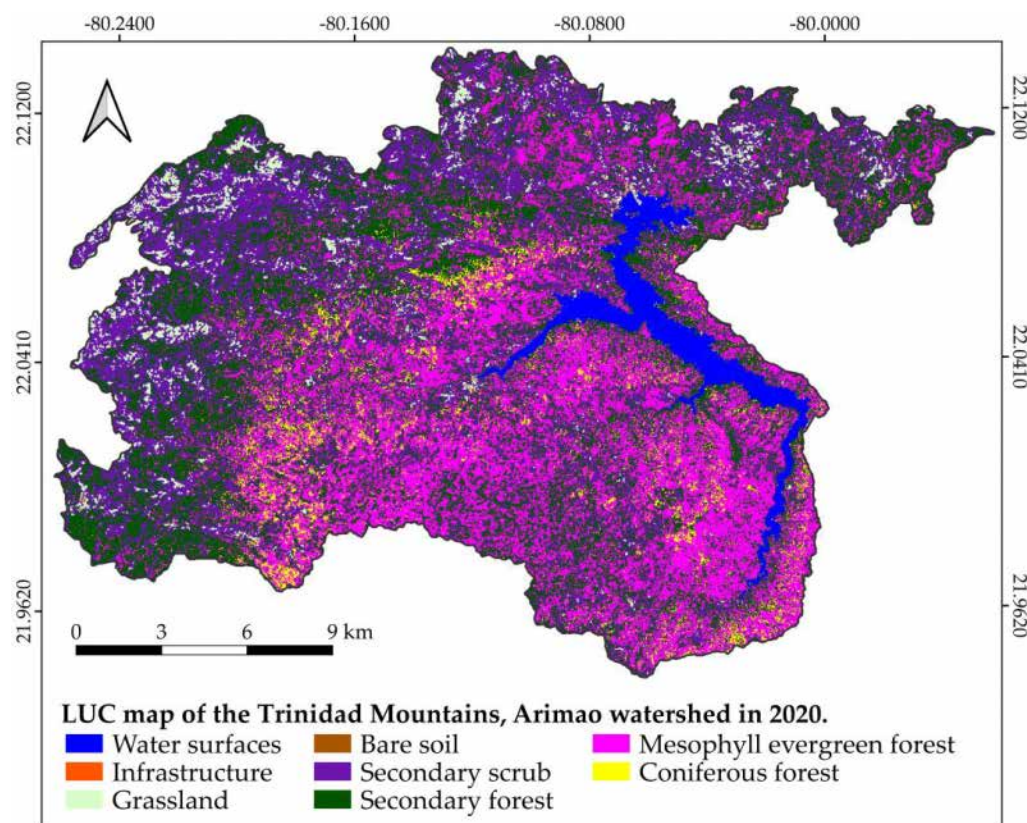 -80.2400 -80.1600 -80.0800 -80.0000
22.1200 22.1200
22.0410 22.0410
21.9620 21.9620
0 3 6 9 km
LUC map of the Trinidad Mountains, Arimao watershed in 2020.
Water surfaces Bare soil Mesophyll evergreen forest
Infrastructure Secondary scrub Coniferous forest
Grassland Secondary forest